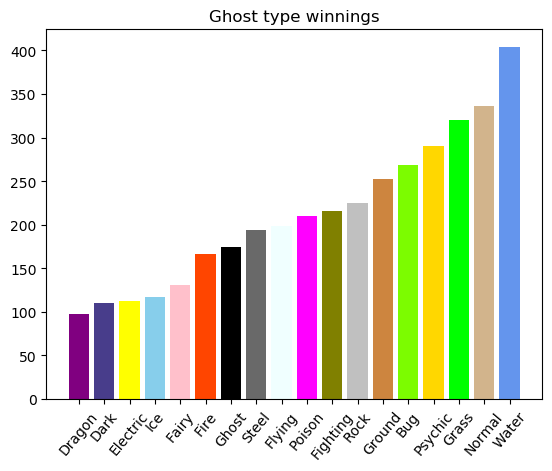 Ghost type winnings
400
350
300
250
200
150
100
50
0
Dragon
Dark
Electric
Ice
Fairy
Fire
Ghost
Steel
Flying
Poison
Fighting
Rock
Ground
Bug
Psychic
Grass
Normal
Water